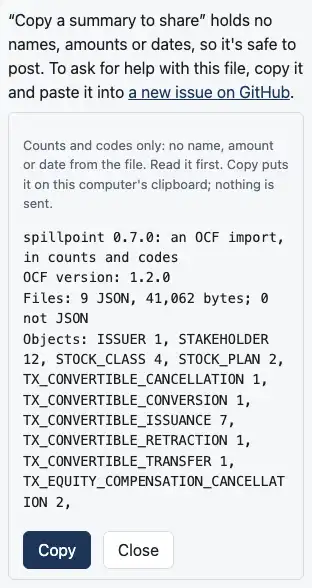 “Copy a summary to share” holds no
names, amounts or dates, so it's safe to
post. To ask for help with this file, copy it
and paste it into a new issue on GitHub.
Counts and codes only: no name, amount
or date from the file. Read it first. Copy puts
it on this computer's clipboard; nothing is
sent.
spillpoint 0.7.0: an OCF import,
in counts and codes
OCF version: 1.2.0
Files: 9 JSON, 41,062 bytes; 0
not JSON
Objects: ISSUER 1, STAKEHOLDER
12, STOCK_CLASS 4, STOCK_PLAN 2,
TX_CONVERTIBLE_CANCELLATION 1,
TX_CONVERTIBLE_CONVERSION 1,
TX_CONVERTIBLE_ISSUANCE 7,
TX_CONVERTIBLE_RETRACTION 1,
TX_CONVERTIBLE_TRANSFER 1,
TX_EQUITY_COMPENSATION_CANCELLAT
ION 2,
Copy Close